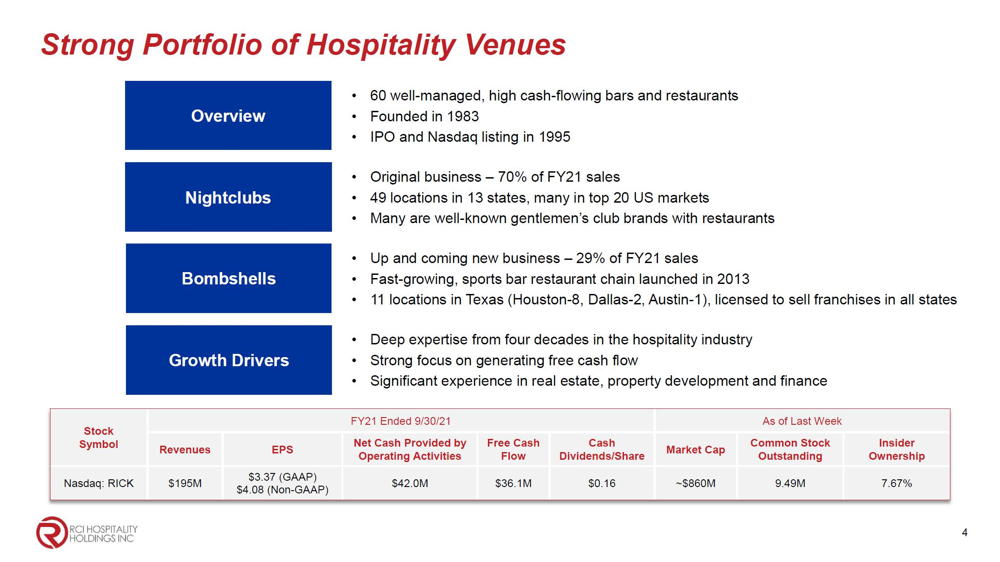 Strong Portfolio of Hospitality Venues
Overview
• 60 well-managed, high cash-flowing bars and restaurants
• Founded in 1983
• IPO and Nasdaq listing in 1995
Nightclubs
• Original business – 70% of FY21 sales
• 49 locations in 13 states, many in top 20 US markets
• Many are well-known gentlemen’s club brands with restaurants
Bombshells
• Up and coming new business – 29% of FY21 sales
• Fast-growing, sports bar restaurant chain launched in 2013
• 11 locations in Texas (Houston-8, Dallas-2, Austin-1), licensed to sell franchises in all states
Growth Drivers
• Deep expertise from four decades in the hospitality industry
• Strong focus on generating free cash flow
• Significant experience in real estate, property development and finance
Stock
Symbol
FY21 Ended 9/30/21
As of Last Week
Revenues
EPS
Net Cash Provided by
Operating Activities
Free Cash
Flow
Cash
Dividends/Share
Market Cap
Common Stock
Outstanding
Insider
Ownership
Nasdaq: RICK
$195M
$3.37 (GAAP)
$4.08 (Non-GAAP)
$42.0M
$36.1M
$0.16
~$860M
9.49M
7.67%
RCI HOSPITALITY
HOLDINGS INC
4